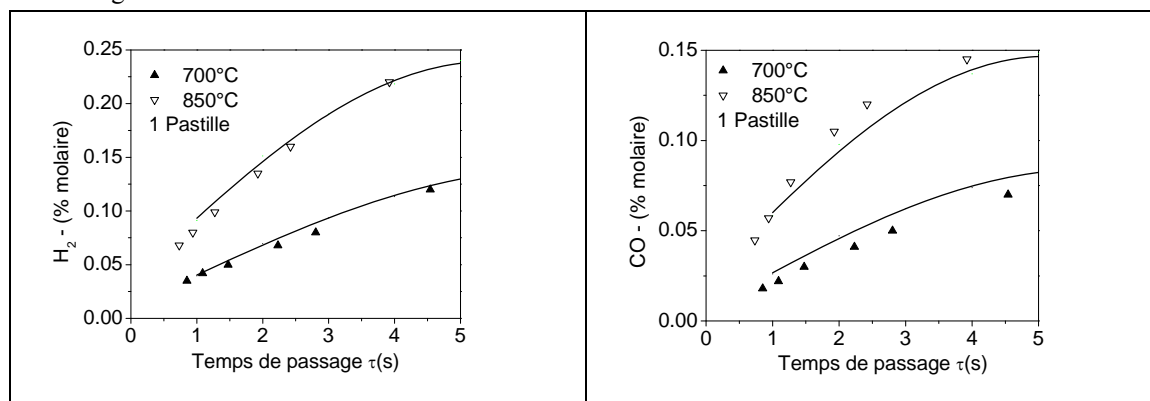 0.25
0.20
0.15
0.10
0.05
0.00
H2 - (% molaire)
700°C
850°C
1 Pastille
0 1 2 3 4 5
Temps de passage τ(s)
0.15
0.10
0.05
0.00
CO - (% molaire)
700°C
850°C
1 Pastille
0 1 2 3 4 5
Temps de passage τ(s)